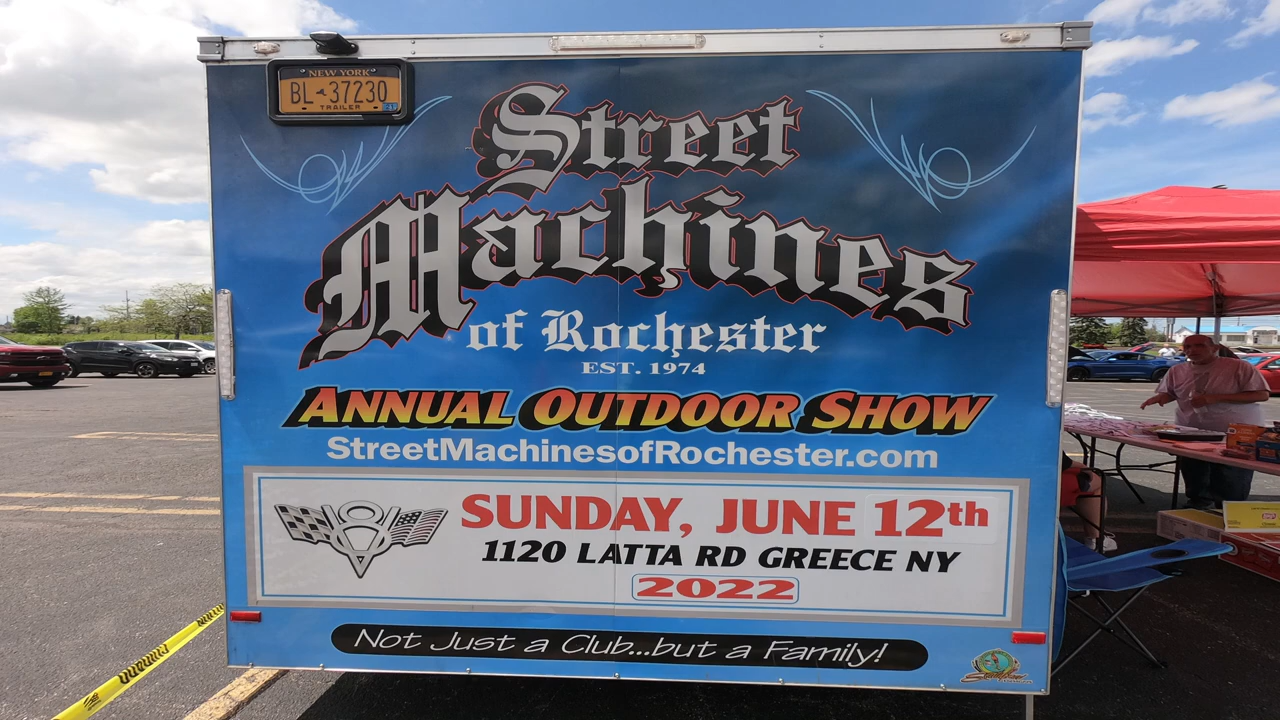 NEW YORK
BL 37230
TRAILER
Street
Machines
of Rochester
EST. 1974
ANNUAL OUTDOOR SHOW
StreetMachinesofRochester.com
V8
SUNDAY, JUNE 12th
1120 LATTA RD GREECE NY
2022
Not Just a Club...but a Family!